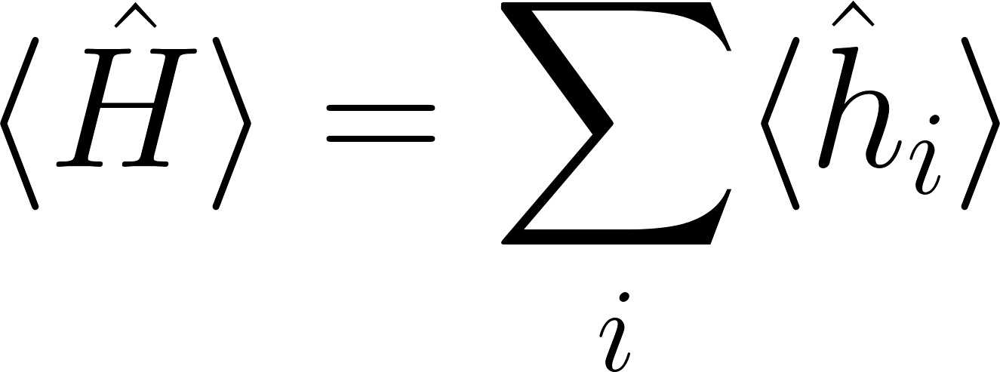 ⟨Ĥ⟩ = ∑ᵢ ⟨ĥᵢ⟩